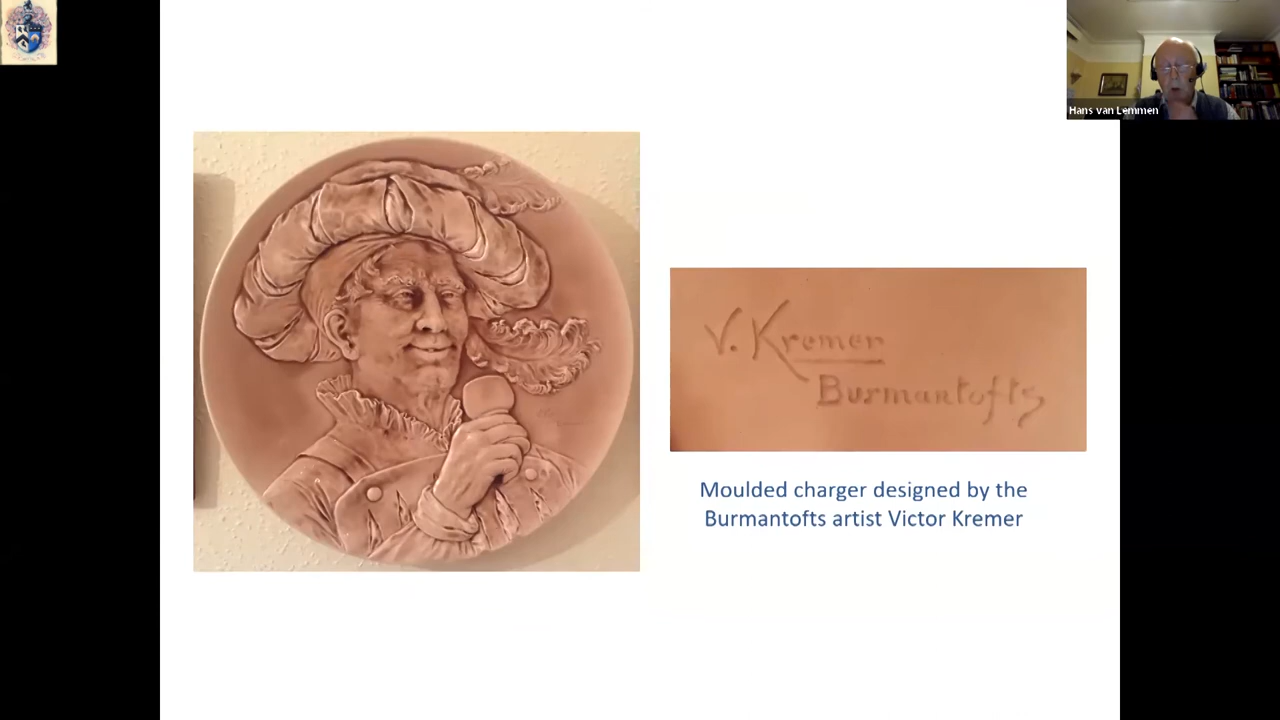 Hans van Lemmen
V. Kremer
Burmantofts
Moulded charger designed by the
Burmantofts artist Victor Kremer